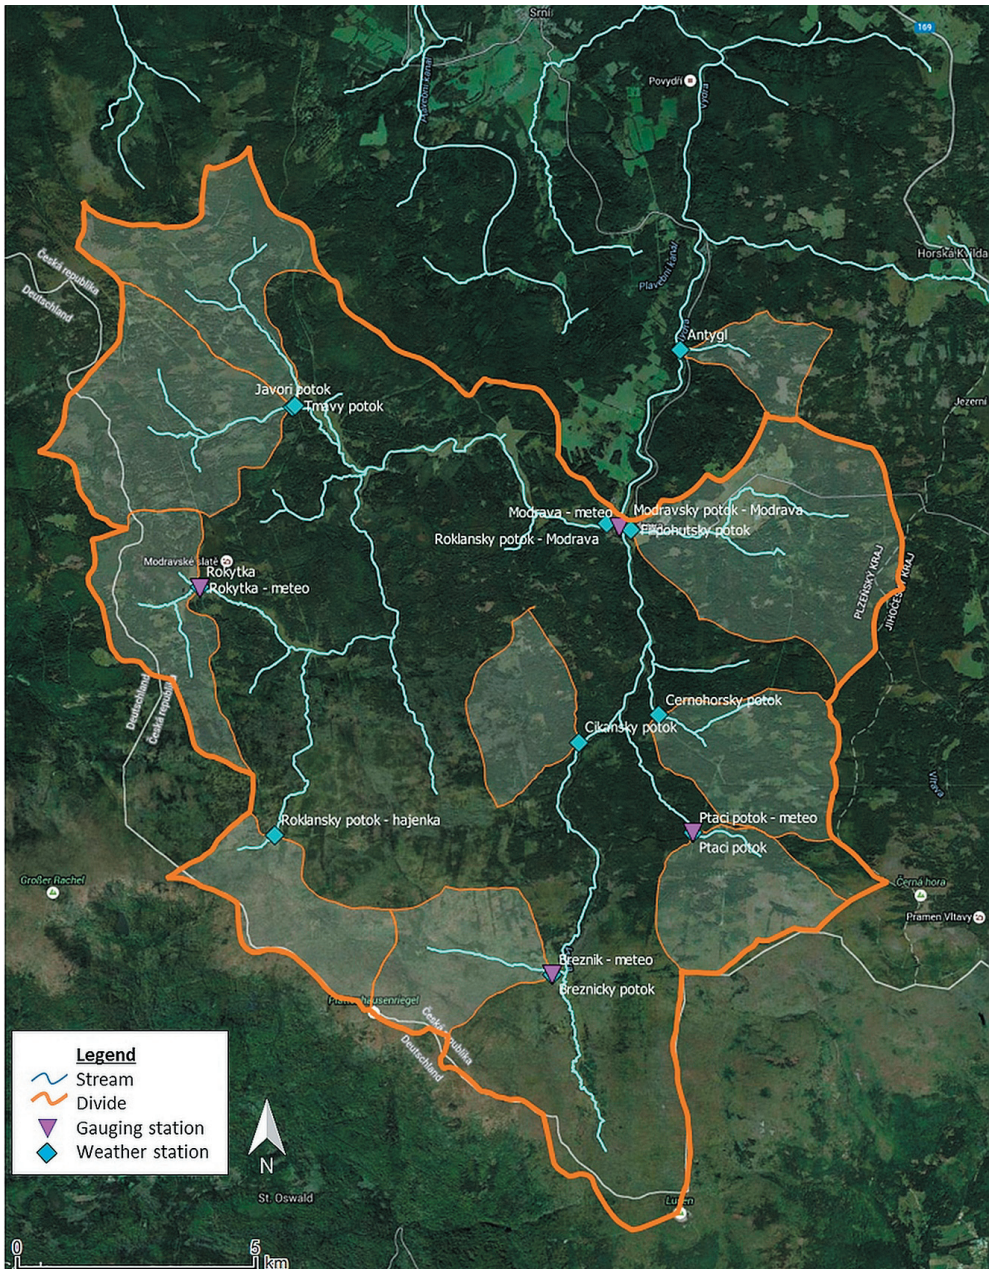 Srní
169
Povydří
Plavební kanál
Vydra
Horská Kvilda
Česká republika
Deutschland
Plavební kanál
Antygl
Javori potok
Tmavy potok
Jezerní
Modrava - meteo
Modravsky potok - Modrava
Roklansky potok - Modrava
Modravské slatě
Rokytka
Rokytka - meteo
PLZEŇSKÝ KRAJ
JIHOČESKÝ KRAJ
Deutschland
Česká republika
Cernohorsky potok
Cikansky potok
Vltava
Roklansky potok - hajenka
Ptaci potok - meteo
Ptaci potok
Großer Rachel
Černá hora
Pramen Vltavy
Breznik - meteo
Breznicky potok
Česká republika
Deutschland
Legend
Stream
Divide
Gauging station
Weather station
N
St. Oswald
0
5
km